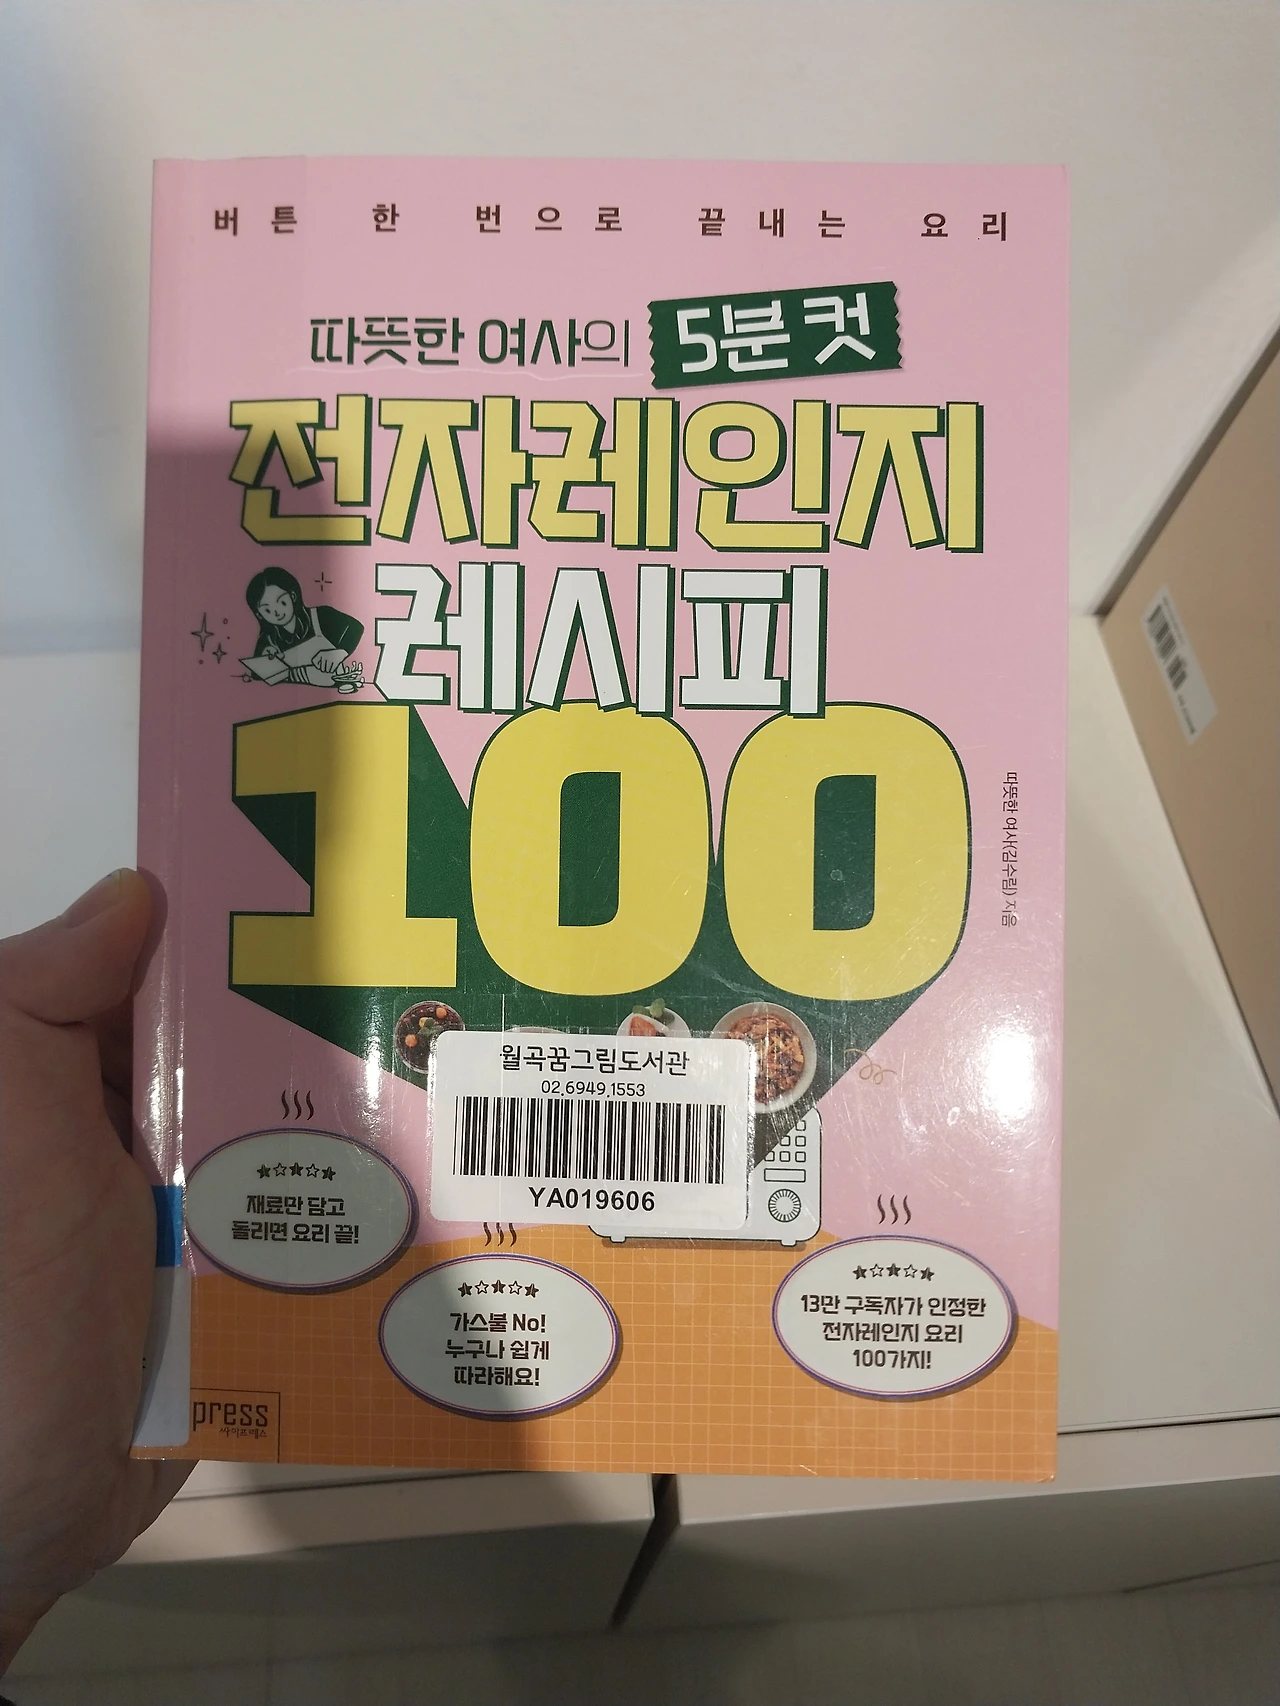 버튼 한 번으로 끝내는 요리
따뜻한 여사의 5분 컷
전자레인지
레시피
100
따뜻한 여사(김수림) 지음
월곡꿈그림도서관
02.6949.1553
YA019606
재료만 담고
돌리면 요리 끝!
가스불 No!
누구나 쉽게
따라해요!
13만 구독자가 인정한
전자레인지 요리
100가지!
press
싸이프레스